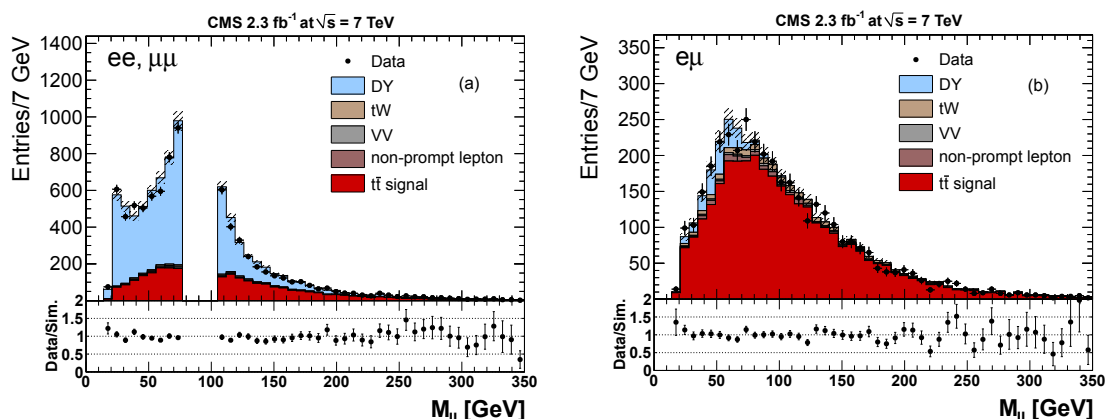 CMS 2.3 fb⁻¹ at √s = 7 TeV
Entries/7 GeV
1400
1200
1000
800
600
400
200
ee, μμ
(a)
Data
DY
tW
VV
non-prompt lepton
tt̄ signal
Data/Sim.
2
1.5
1
0.5
0
0 50 100 150 200 250 300 350
M_ll [GeV]
CMS 2.3 fb⁻¹ at √s = 7 TeV
Entries/7 GeV
350
300
250
200
150
100
50
eμ
(b)
Data
DY
tW
VV
non-prompt lepton
tt̄ signal
Data/Sim.
2
1.5
1
0.5
0
0 50 100 150 200 250 300 350
M_ll [GeV]